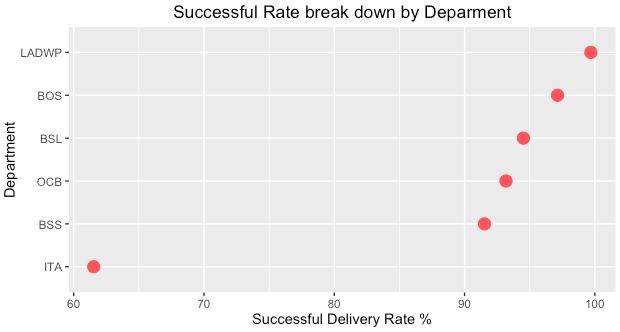 Successful Rate break down by Deparment
Department
LADWP
BOS
BSL
OCB
BSS
ITA
60 70 80 90 100
Successful Delivery Rate %